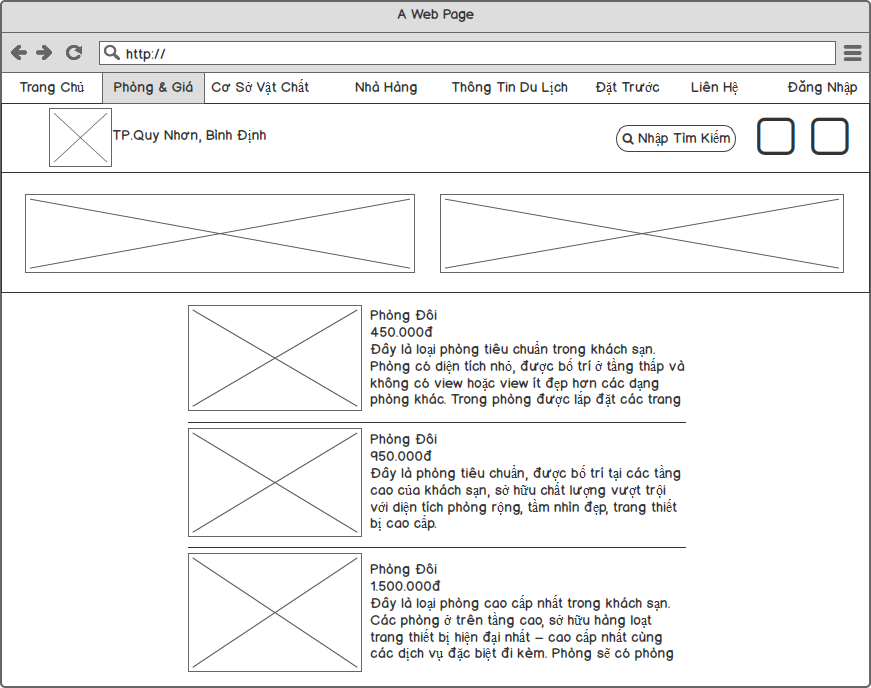 A Web Page
http://
Trang Chủ Phòng & Giá Cơ Sở Vật Chất Nhà Hàng Thông Tin Du Lịch Đặt Trước Liên Hệ Đăng Nhập
TP.Quy Nhơn, Bình Định
Nhập Tìm Kiếm
Phòng Đôi
450.000đ
Đây là loại phòng tiêu chuẩn trong khách sạn.
Phòng có diện tích nhỏ, được bố trí ở tầng thấp và
không có view hoặc view ít đẹp hơn các dạng
phòng khác. Trong phòng được lắp đặt các trang
Phòng Đôi
950.000đ
Đây là phòng tiêu chuẩn, được bố trí tại các tầng
cao của khách sạn, sở hữu chất lượng vượt trội
với diện tích phòng rộng, tầm nhìn đẹp, trang thiết
bị cao cấp.
Phòng Đôi
1.500.000đ
Đây là loại phòng cao cấp nhất trong khách sạn.
Các phòng ở trên tầng cao, sở hữu hàng loạt
trang thiết bị hiện đại nhất – cao cấp nhất cùng
các dịch vụ đặc biệt đi kèm. Phòng sẽ có phòng